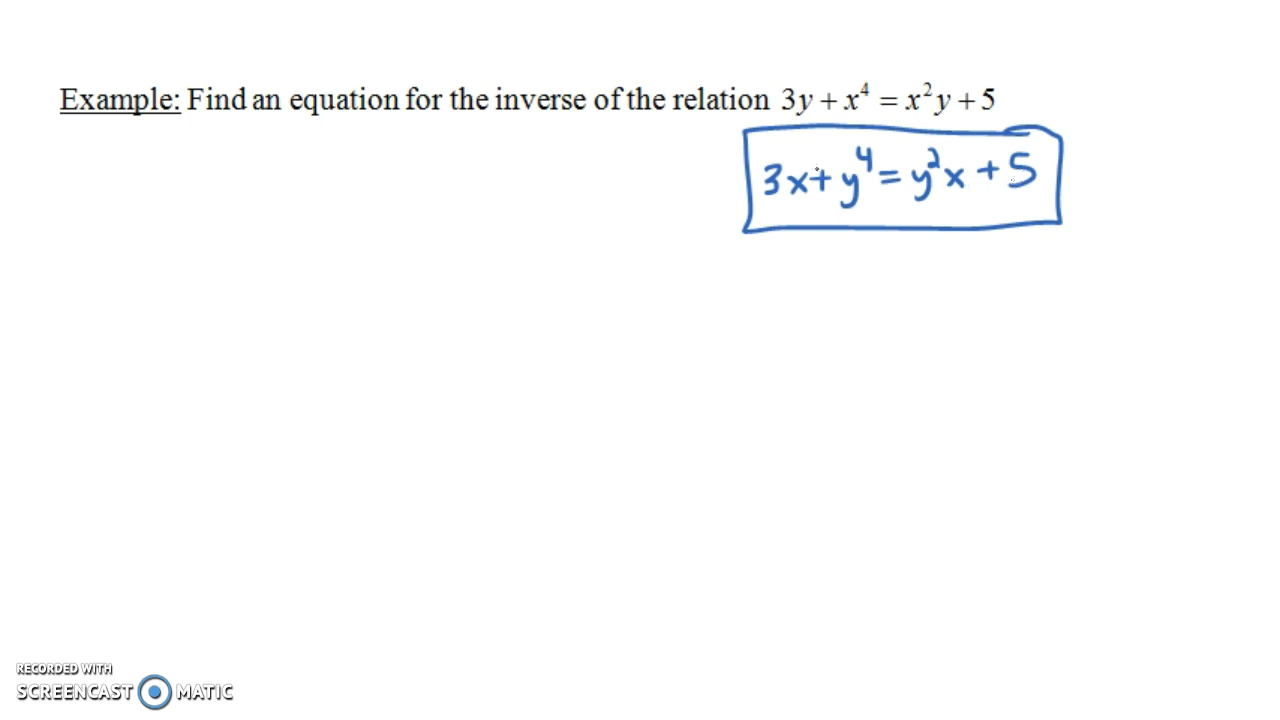 Example: Find an equation for the inverse of the relation 3y + x⁴ = x²y + 5
3x + y⁴ = y²x + 5
RECORDED WITH
SCREENCAST MATIC